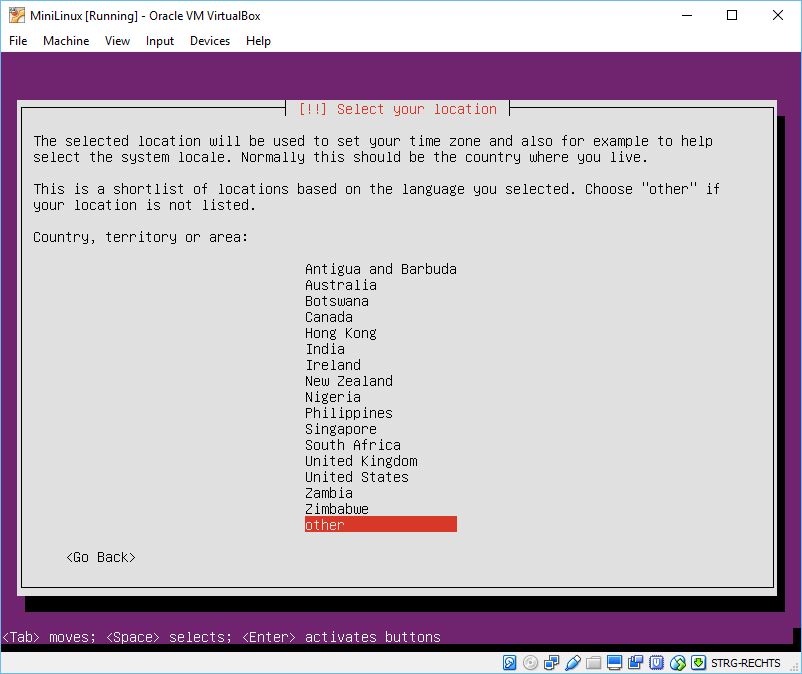 MiniLinux [Running] - Oracle VM VirtualBox
File Machine View Input Devices Help
[!!] Select your location
The selected location will be used to set your time zone and also for example to help
select the system locale. Normally this should be the country where you live.
This is a shortlist of locations based on the language you selected. Choose "other" if
your location is not listed.
Country, territory or area:
Antigua and Barbuda
Australia
Botswana
Canada
Hong Kong
India
Ireland
New Zealand
Nigeria
Philippines
Singapore
South Africa
United Kingdom
United States
Zambia
Zimbabwe
other
<Go Back>
<Tab> moves; <Space> selects; <Enter> activates buttons
STRG-RECHTS